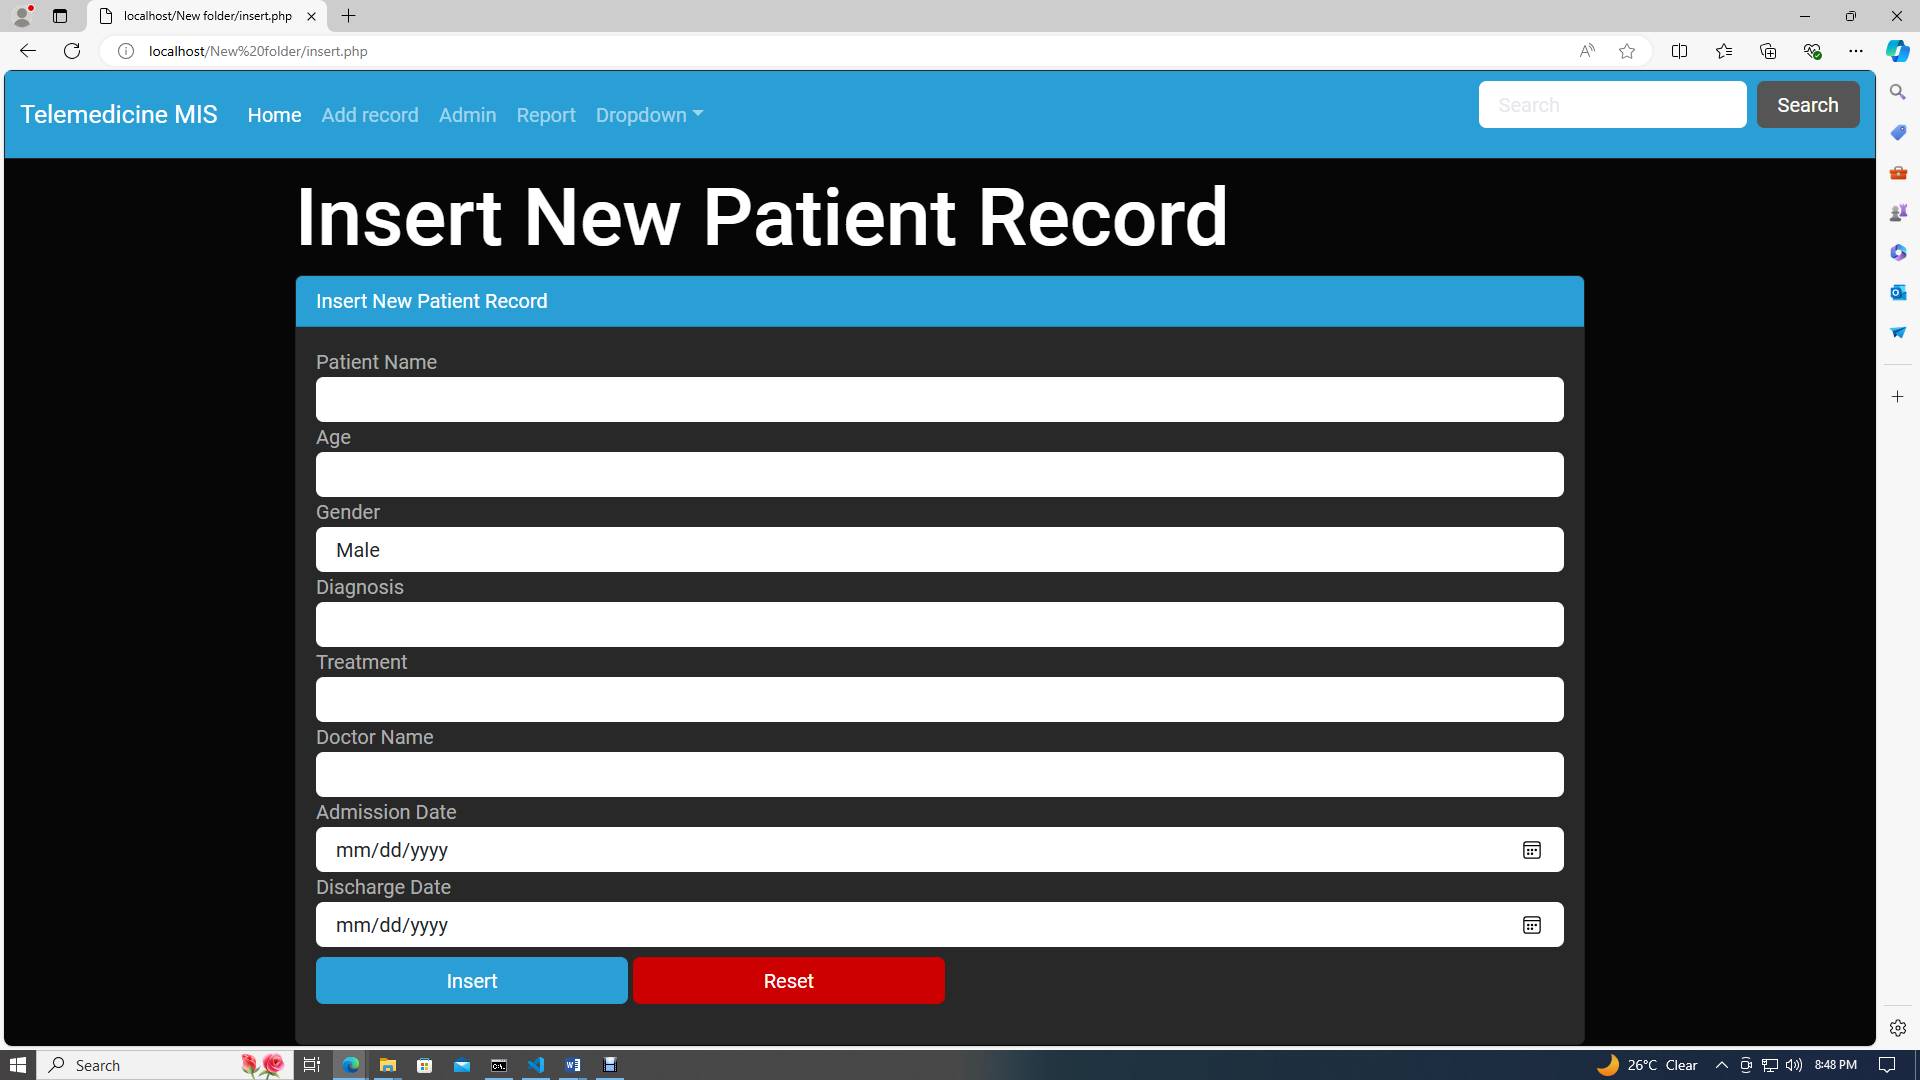 localhost/New folder/insert.php
localhost/New%20folder/insert.php
Telemedicine MIS Home Add record Admin Report Dropdown Search Search
Insert New Patient Record
Insert New Patient Record
Patient Name
Age
Gender
Male
Diagnosis
Treatment
Doctor Name
Admission Date
mm/dd/yyyy
Discharge Date
mm/dd/yyyy
Insert Reset
Search 26°C Clear 8:48 PM